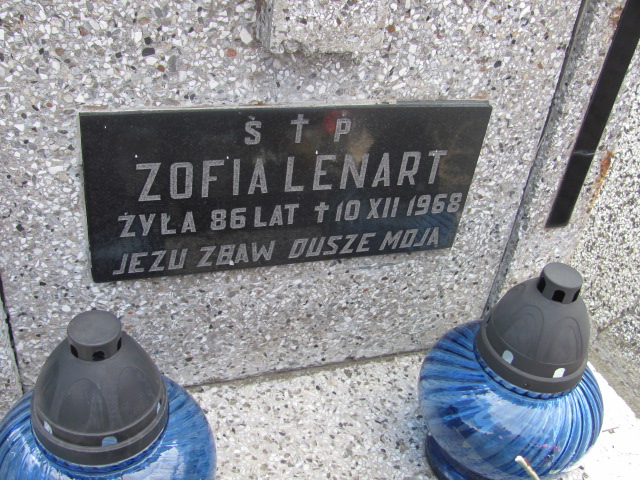 Ś † P
ZOFIA LENART
ŻYŁA 86 LAT † 10 XII 1968
JEZU ZBAW DUSZE MOJA